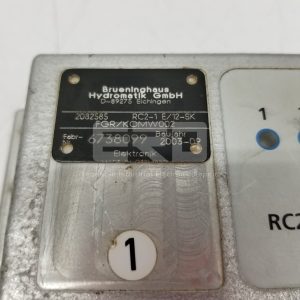 Brueninghaus
Hydromatik GmbH
D-89275 Elchingen
2032585 RC2-1 E/12-SK
FGR/KOMW002
Fabr- 6738099 Baujahr 2003-02
Elektronik
1
1
RC2